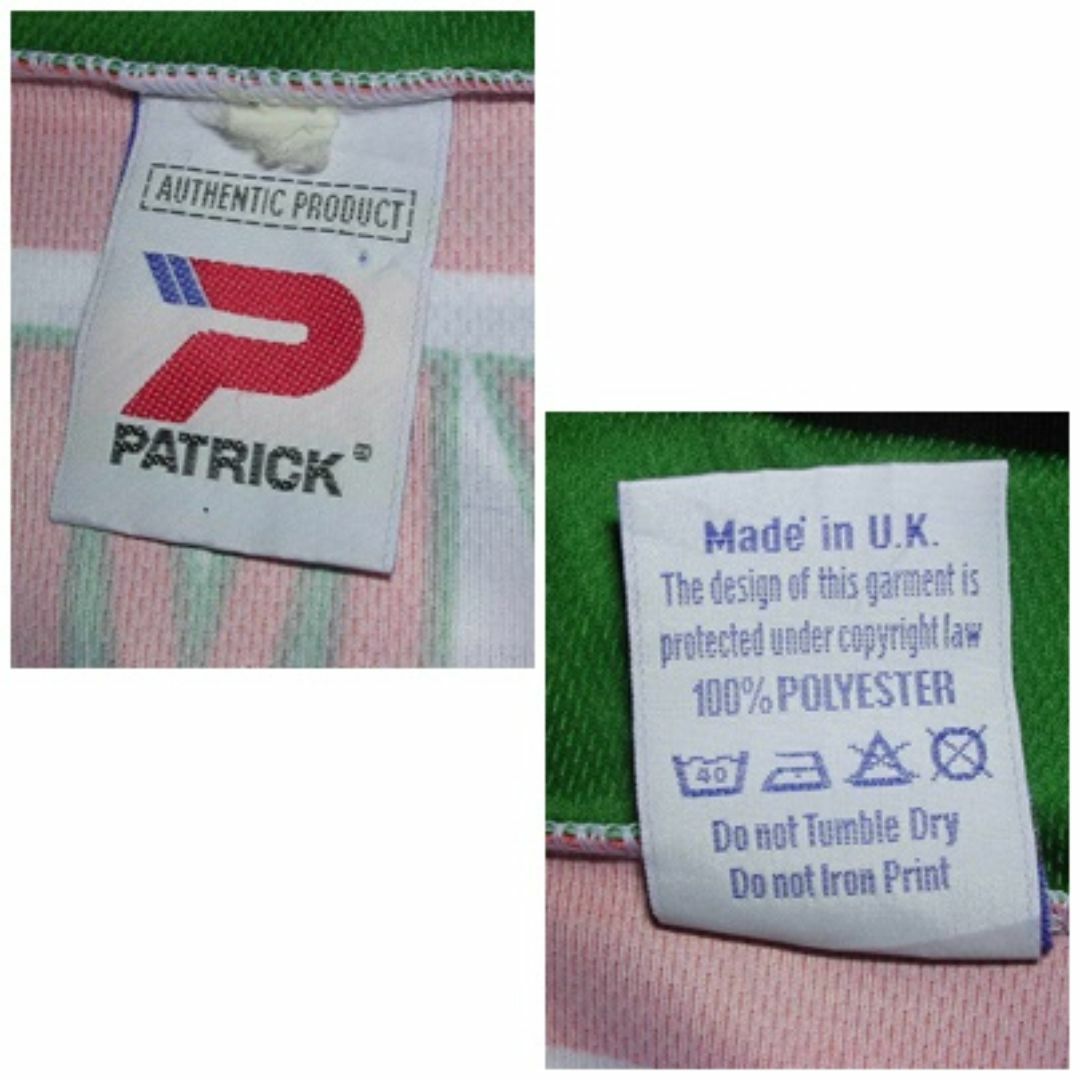 AUTHENTIC PRODUCT
PATRICK®
Made in U.K.
The design of this garment is
protected under copyright law
100% POLYESTER
40
Do not Tumble Dry
Do not Iron Print